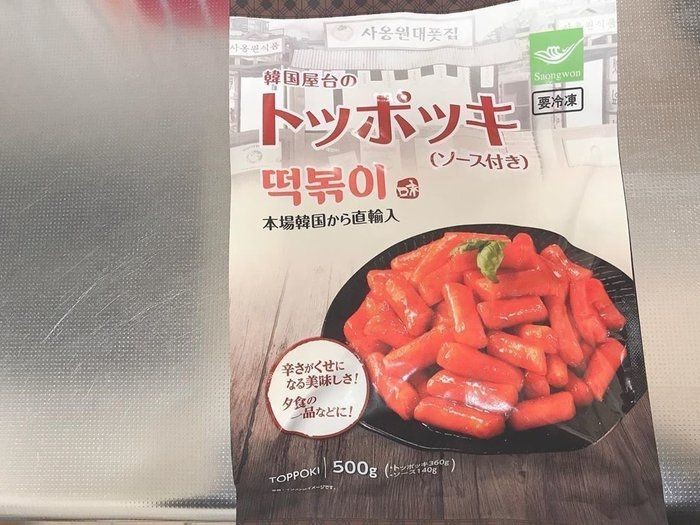 사옹원대풋집
사옹원식품
Saongwon
韓国屋台の
要冷凍
トッポッキ
(ソース付き)
떡볶이 味
本場韓国から直輸入
辛さがくせに
なる美味しさ!
夕食の
一品などに!
TOPPOKI 500g (・トッポッキ360g
・ソース140g)